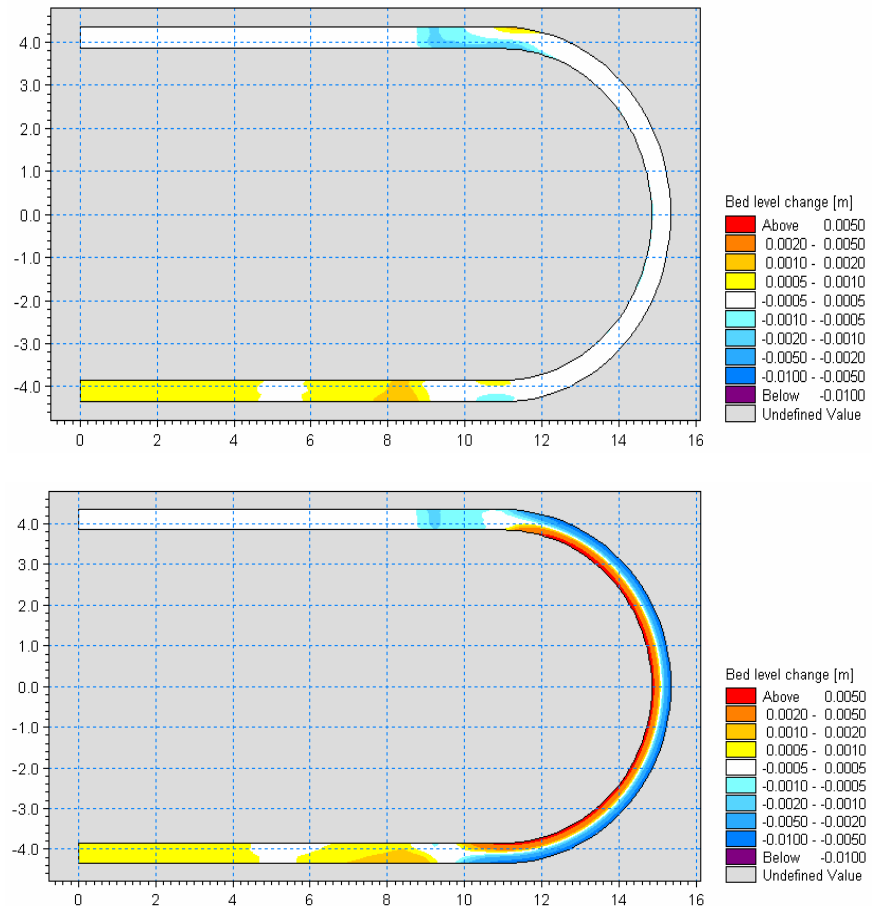 4.0
3.0
2.0
1.0
0.0
-1.0
-2.0
-3.0
-4.0
0 2 4 6 8 10 12 14 16
Bed level change [m]
Above 0.0050
0.0020 - 0.0050
0.0010 - 0.0020
0.0005 - 0.0010
-0.0005 - 0.0005
-0.0010 - -0.0005
-0.0020 - -0.0010
-0.0050 - -0.0020
-0.0100 - -0.0050
Below -0.0100
Undefined Value
4.0
3.0
2.0
1.0
0.0
-1.0
-2.0
-3.0
-4.0
0 2 4 6 8 10 12 14 16
Bed level change [m]
Above 0.0050
0.0020 - 0.0050
0.0010 - 0.0020
0.0005 - 0.0010
-0.0005 - 0.0005
-0.0010 - -0.0005
-0.0020 - -0.0010
-0.0050 - -0.0020
-0.0100 - -0.0050
Below -0.0100
Undefined Value